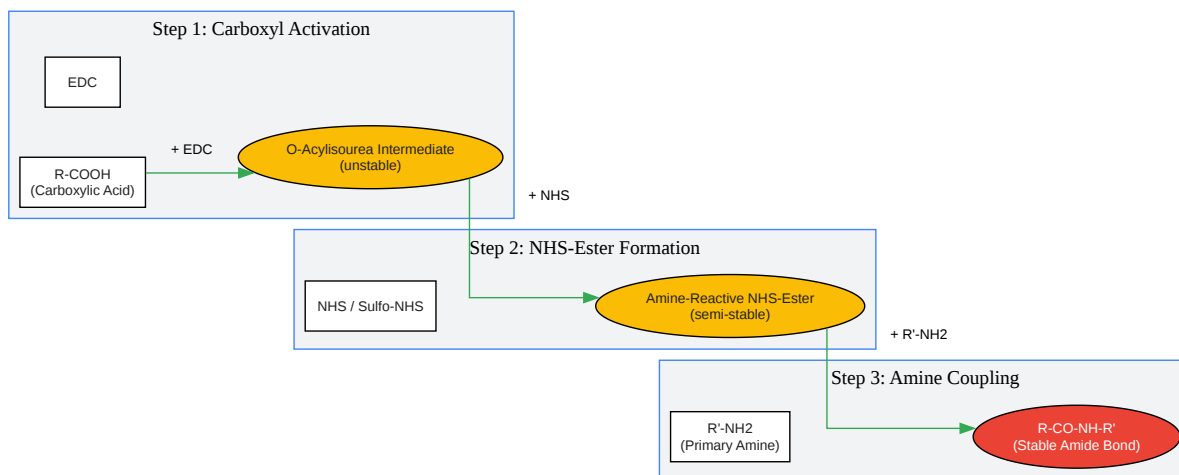 Step 1: Carboxyl Activation
EDC
+ EDC
O-Acylisourea Intermediate
(unstable)
R-COOH
(Carboxylic Acid)
+ NHS
Step 2: NHS-Ester Formation
NHS / Sulfo-NHS
Amine-Reactive NHS-Ester
(semi-stable)
+ R'-NH2
Step 3: Amine Coupling
R'-NH2
(Primary Amine)
R-CO-NH-R'
(Stable Amide Bond)